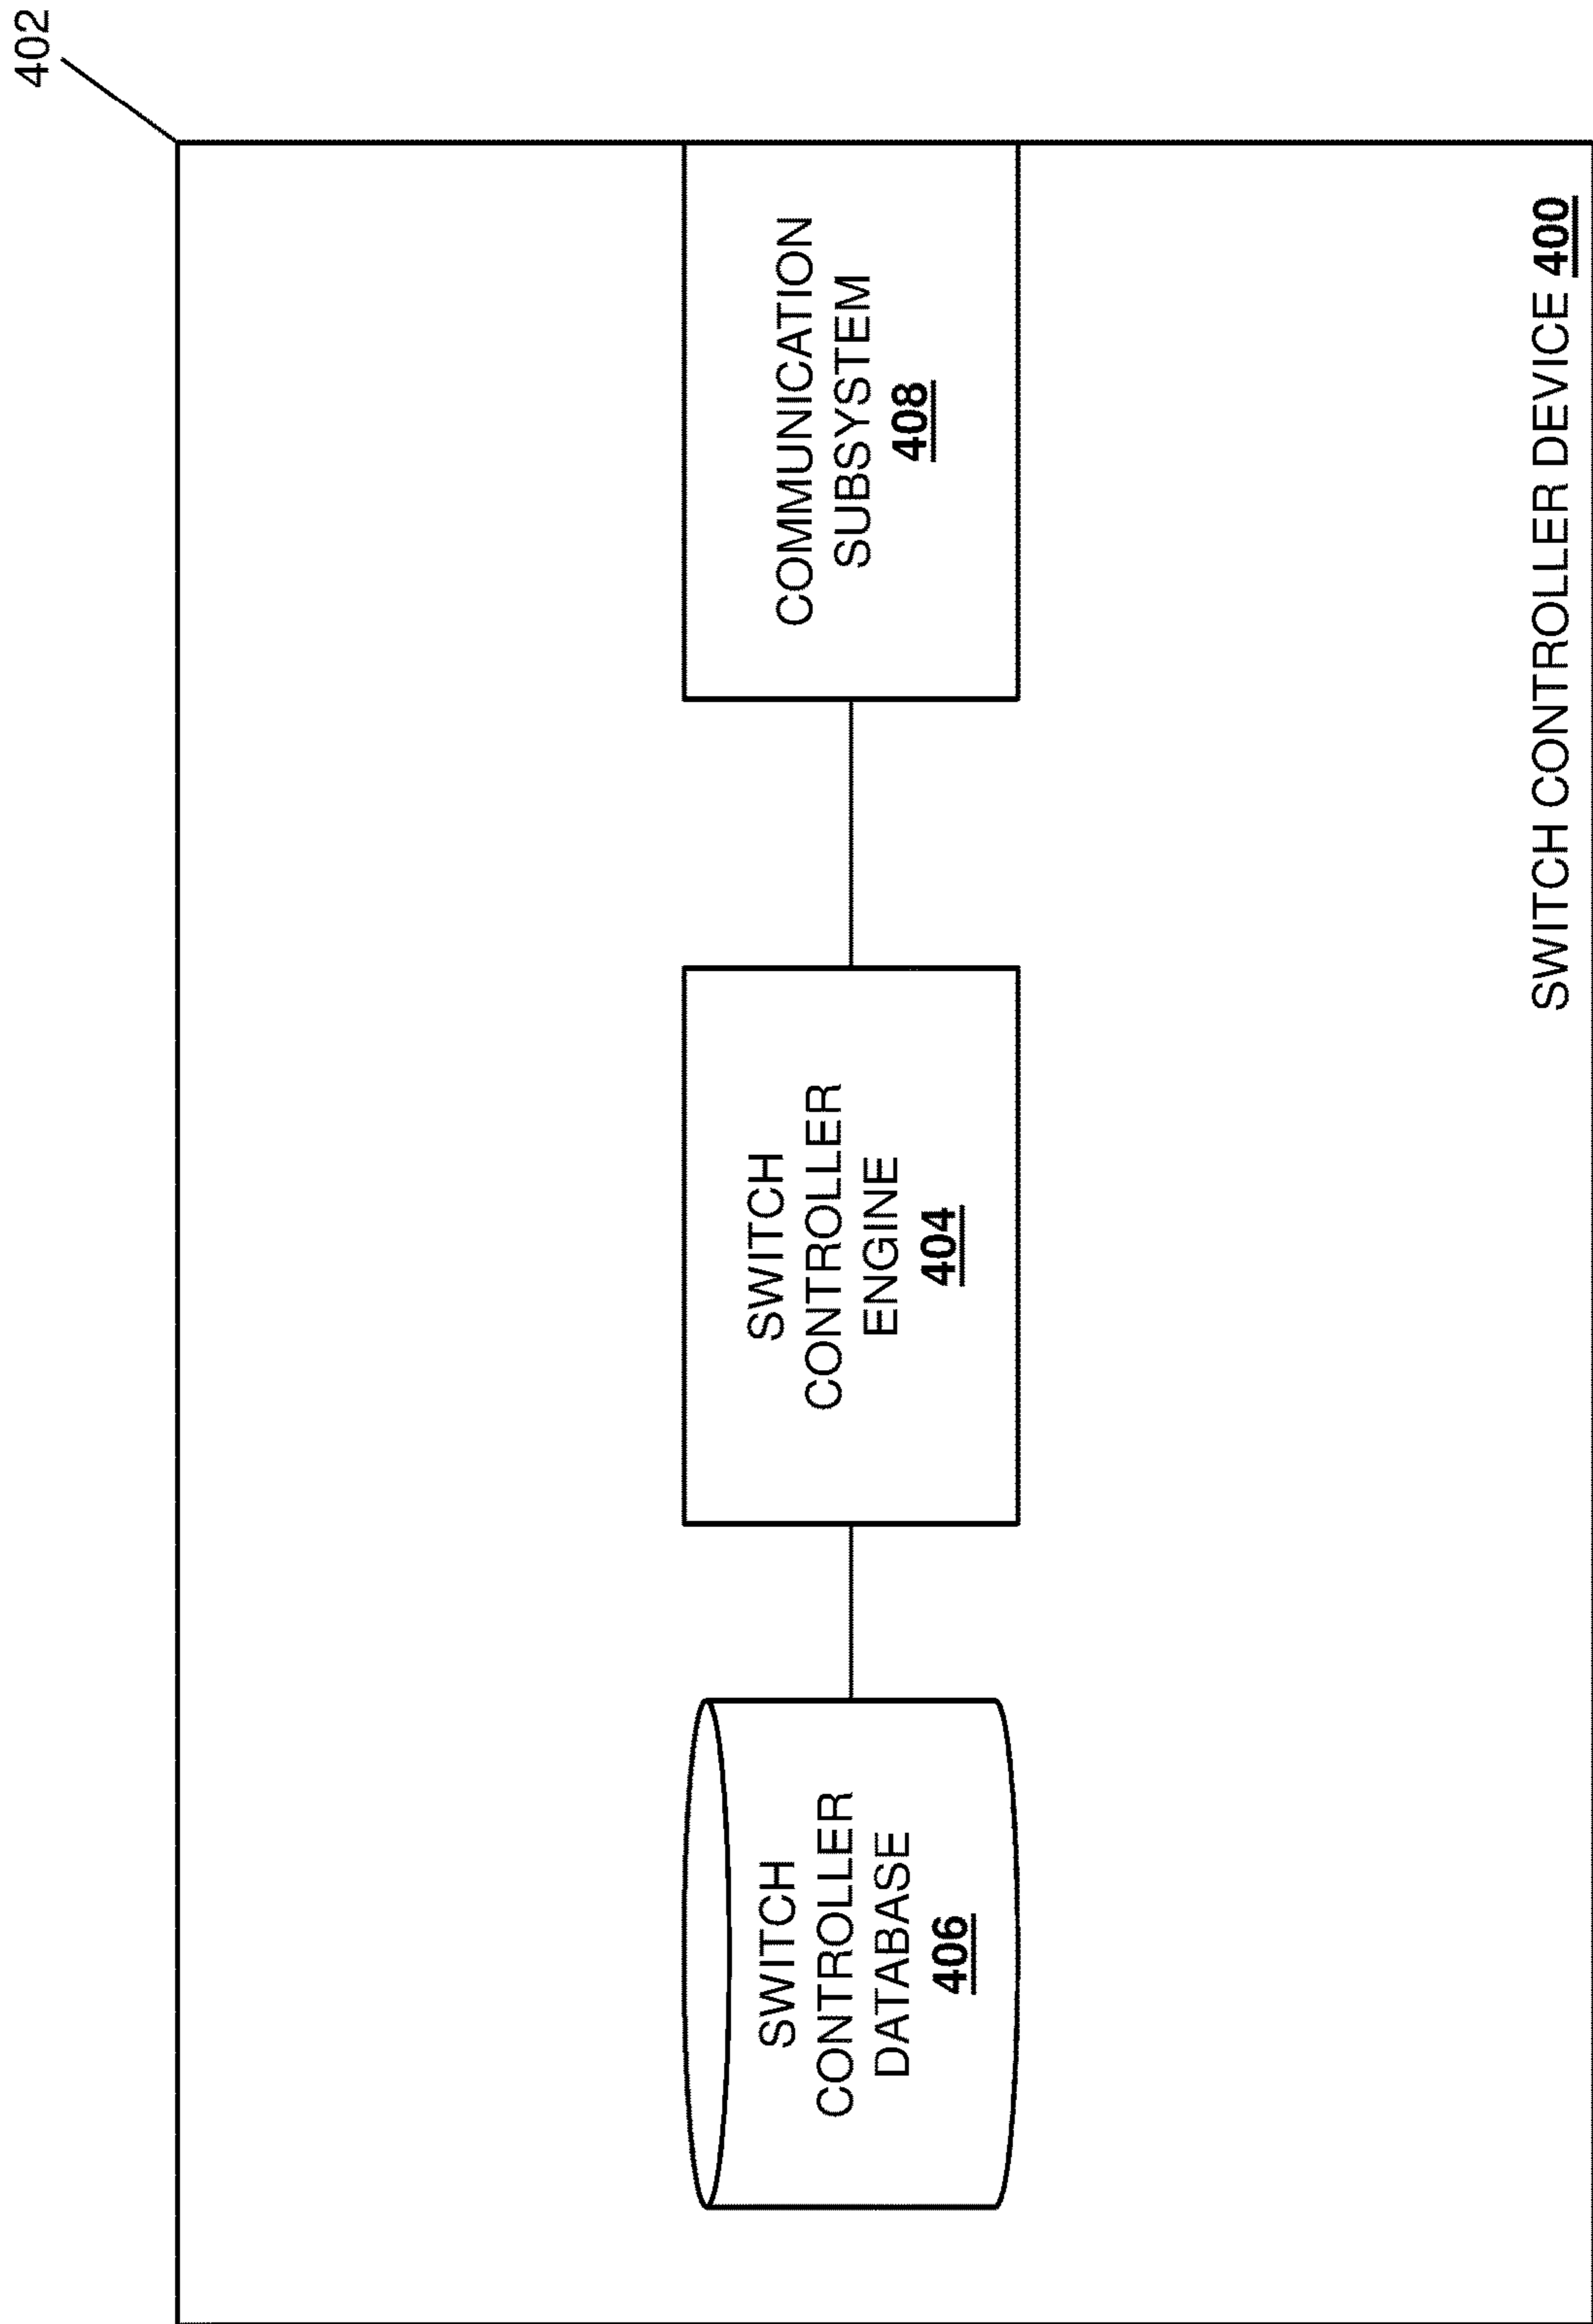 402
SWITCH
CONTROLLER
DATABASE
406
SWITCH
CONTROLLER
ENGINE
404
COMMUNICATION
SUBSYSTEM
408
SWITCH CONTROLLER DEVICE 400